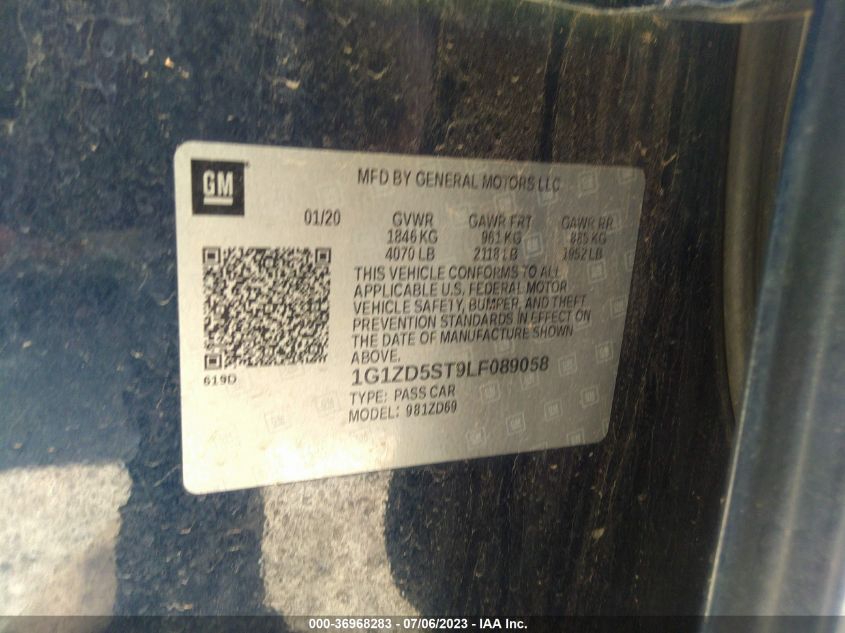 GM
MFD BY GENERAL MOTORS LLC
01/20 GVWR GAWR FRT GAWR RR
1846 KG 961 KG 885 KG
4070 LB 2118 LB 1952 LB
THIS VEHICLE CONFORMS TO ALL
APPLICABLE U.S. FEDERAL MOTOR
VEHICLE SAFETY, BUMPER, AND THEFT
PREVENTION STANDARDS IN EFFECT ON
THE DATE OF MANUFACTURE SHOWN
ABOVE.
619D
1G1ZD5ST9LF089058
TYPE: PASS CAR
MODEL: 981ZD69
000-36968283 - 07/06/2023 - IAA Inc.